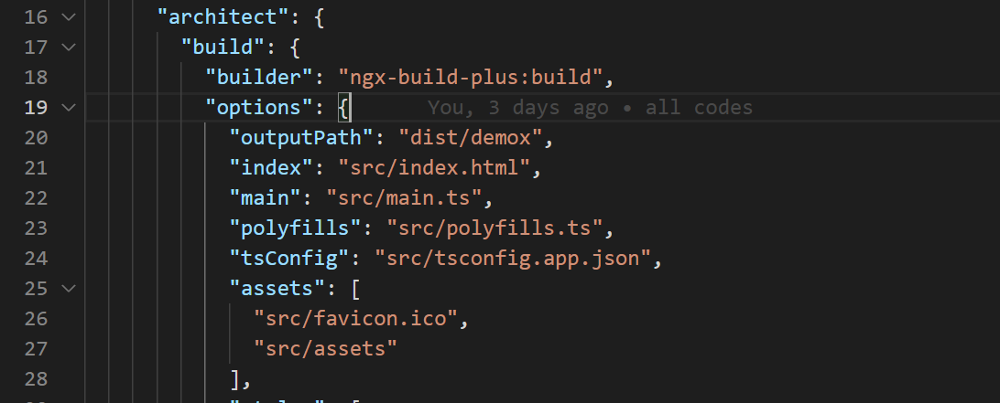 16 "architect": {
17 "build": {
18 "builder": "ngx-build-plus:build",
19 "options": { You, 3 days ago • all codes
20 "outputPath": "dist/demox",
21 "index": "src/index.html",
22 "main": "src/main.ts",
23 "polyfills": "src/polyfills.ts",
24 "tsConfig": "src/tsconfig.app.json",
25 "assets": [
26 "src/favicon.ico",
27 "src/assets"
28 ],